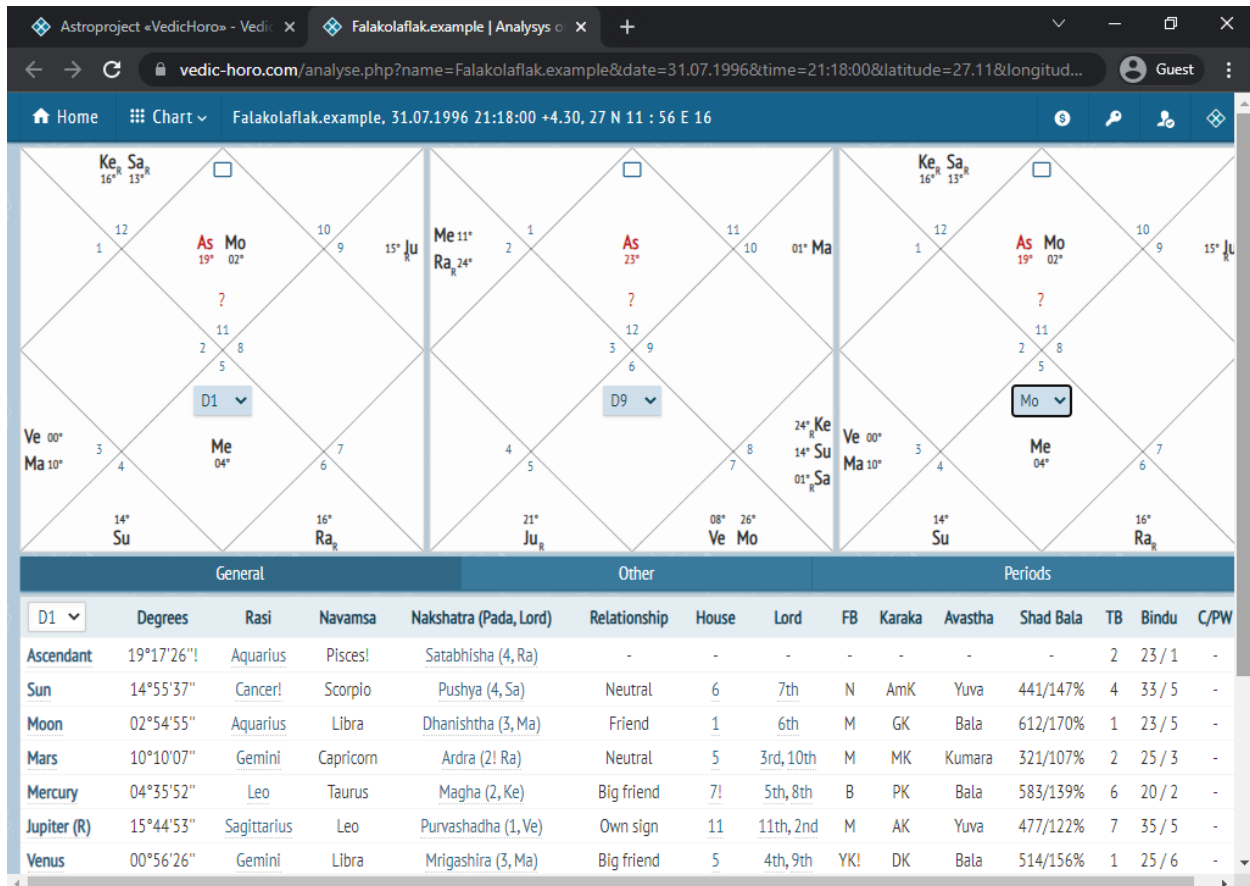 Astroproject «VedicHoro» - Vedic
Falakolaflak.example | Analysys o
vedic-horo.com/analyse.php?name=Falakolaflak.example&date=31.07.1996&time=21:18:00&latitude=27.11&longitud...
Guest
Home
Chart
Falakolaflak.example, 31.07.1996 21:18:00 +4.30, 27 N 11 : 56 E 16
Ke R Sa R
16° 13°
12
1
As Mo
19° 02°
?
10
9
15° Ju R
11
2 8
5
D1
Ve 00°
Ma 10°
3
4
Me
04°
7
6
14°
Su
16°
Ra R
Me 11°
Ra R 24°
1
2
As
23°
?
11
10
01° Ma
12
3 9
6
D9
4
5
8
7
24° R Ke
14° Su
01° R Sa
21°
Ju R
08° 26°
Ve Mo
Ke R Sa R
16° 13°
12
1
As Mo
19° 02°
?
10
9
15° Ju
11
2 8
5
Mo
Ve 00°
Ma 10°
3
4
Me
04°
7
6
14°
Su
16°
Ra R
General Other Periods
D1 Degrees Rasi Navamsa Nakshatra (Pada, Lord) Relationship House Lord FB Karaka Avastha Shad Bala TB Bindu C/PW
Ascendant 19°17'26"! Aquarius Pisces! Satabhisha (4, Ra) - - - - - - - 2 23 / 1 -
Sun 14°55'37" Cancer! Scorpio Pushya (4, Sa) Neutral 6 7th N AmK Yuva 441/147% 4 33 / 5 -
Moon 02°54'55" Aquarius Libra Dhanishtha (3, Ma) Friend 1 6th M GK Bala 612/170% 1 23 / 5 -
Mars 10°10'07" Gemini Capricorn Ardra (2! Ra) Neutral 5 3rd, 10th M MK Kumara 321/107% 2 25 / 3 -
Mercury 04°35'52" Leo Taurus Magha (2, Ke) Big friend 7! 5th, 8th B PK Bala 583/139% 6 20 / 2 -
Jupiter (R) 15°44'53" Sagittarius Leo Purvashadha (1, Ve) Own sign 11 11th, 2nd M AK Yuva 477/122% 7 35 / 5 -
Venus 00°56'26" Gemini Libra Mrigashira (3, Ma) Big friend 5 4th, 9th YK! DK Bala 514/156% 1 25 / 6 -